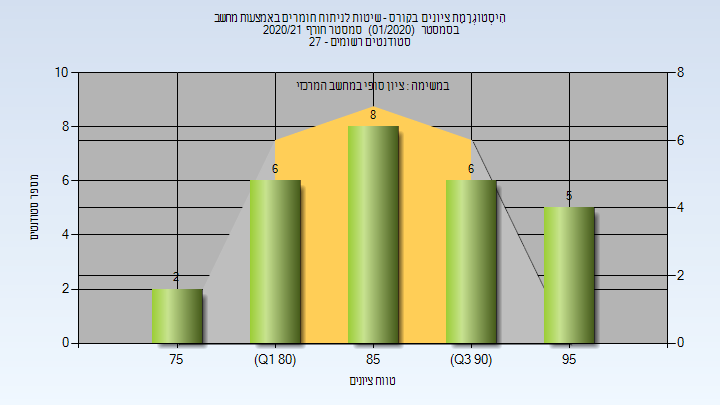 היסטוגרמת ציונים בקורס - שיטות לניתוח חומרים באמצעות מחשב
בסמסטר (01/2020) סמסטר חורף 2020/21
סטודנטים רשומים - 27
במשימה : ציון סופי במחשב המרכזי
10
8
6
4
2
0
8
6
4
2
0
מספר סטודנטים
2
6
8
6
5
75
(Q1 80)
85
(Q3 90)
95
טווח ציונים